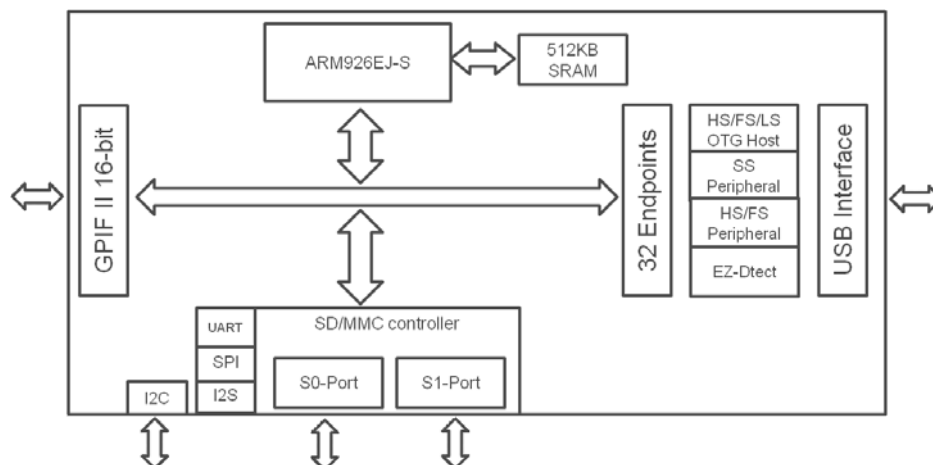 ARM926EJ-S
512KB
SRAM
GPIF II 16-bit
32 Endpoints
HS/FS/LS
OTG Host
SS
Peripheral
HS/FS
Peripheral
EZ-Dtect
USB Interface
UART
SPI
I2S
SD/MMC controller
S0-Port
S1-Port
I2C